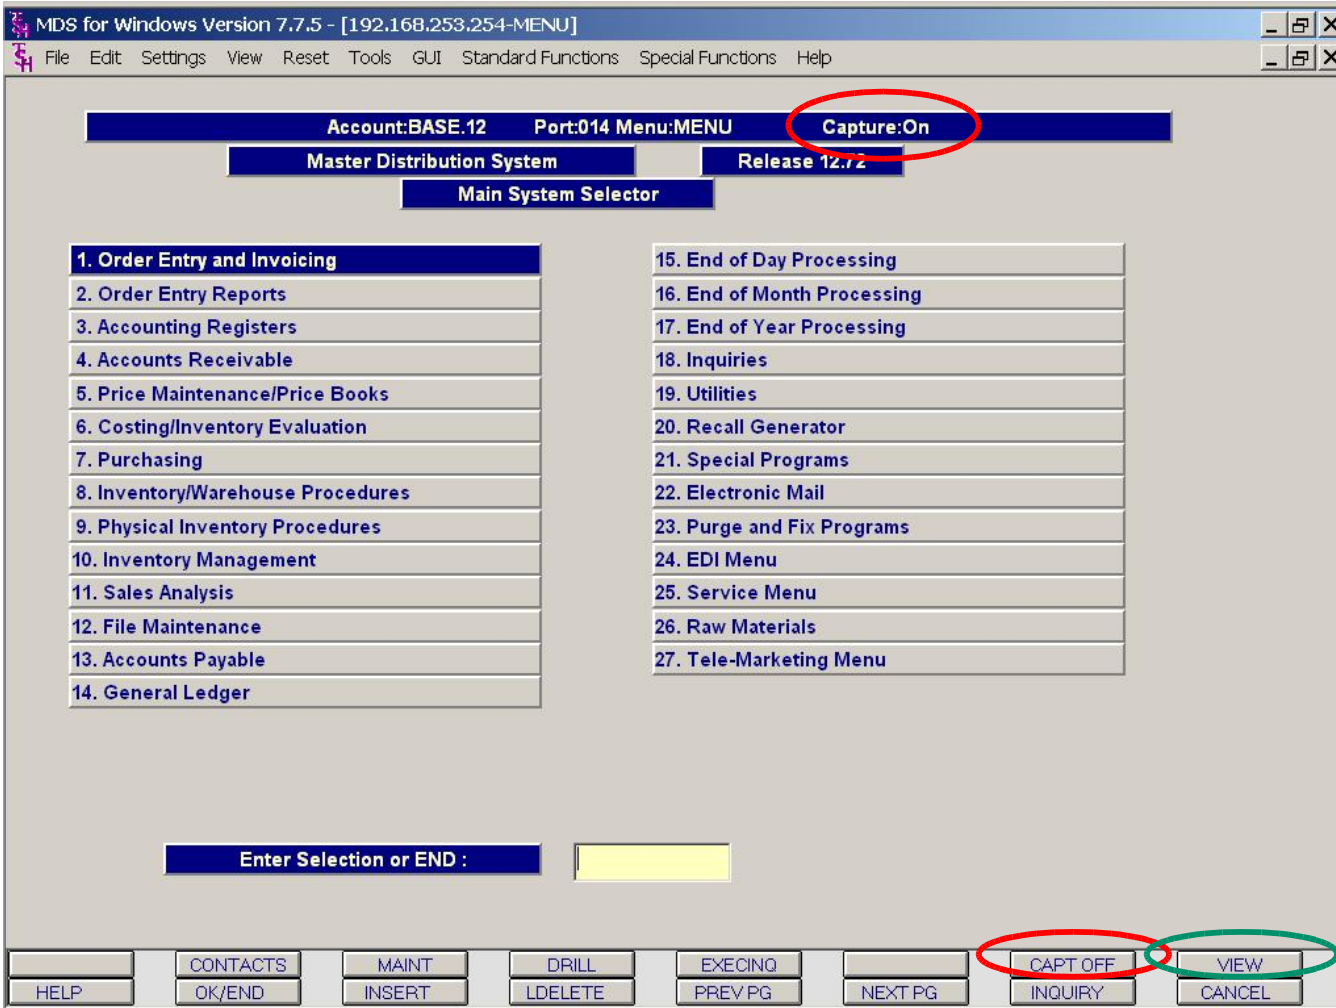 MDS for Windows Version 7.7.5 - [192.168.253.254-MENU]
File Edit Settings View Reset Tools GUI Standard Functions Special Functions Help
Account:BASE.12 Port:014 Menu:MENU Capture:On
Master Distribution System Release 12.72
Main System Selector
1. Order Entry and Invoicing
2. Order Entry Reports
3. Accounting Registers
4. Accounts Receivable
5. Price Maintenance/Price Books
6. Costing/Inventory Evaluation
7. Purchasing
8. Inventory/Warehouse Procedures
9. Physical Inventory Procedures
10. Inventory Management
11. Sales Analysis
12. File Maintenance
13. Accounts Payable
14. General Ledger
15. End of Day Processing
16. End of Month Processing
17. End of Year Processing
18. Inquiries
19. Utilities
20. Recall Generator
21. Special Programs
22. Electronic Mail
23. Purge and Fix Programs
24. EDI Menu
25. Service Menu
26. Raw Materials
27. Tele-Marketing Menu
Enter Selection or END :
CONTACTS MAINT DRILL EXECINQ CAPT OFF VIEW
HELP OK/END INSERT LDELETE PREV PG NEXT PG INQUIRY CANCEL